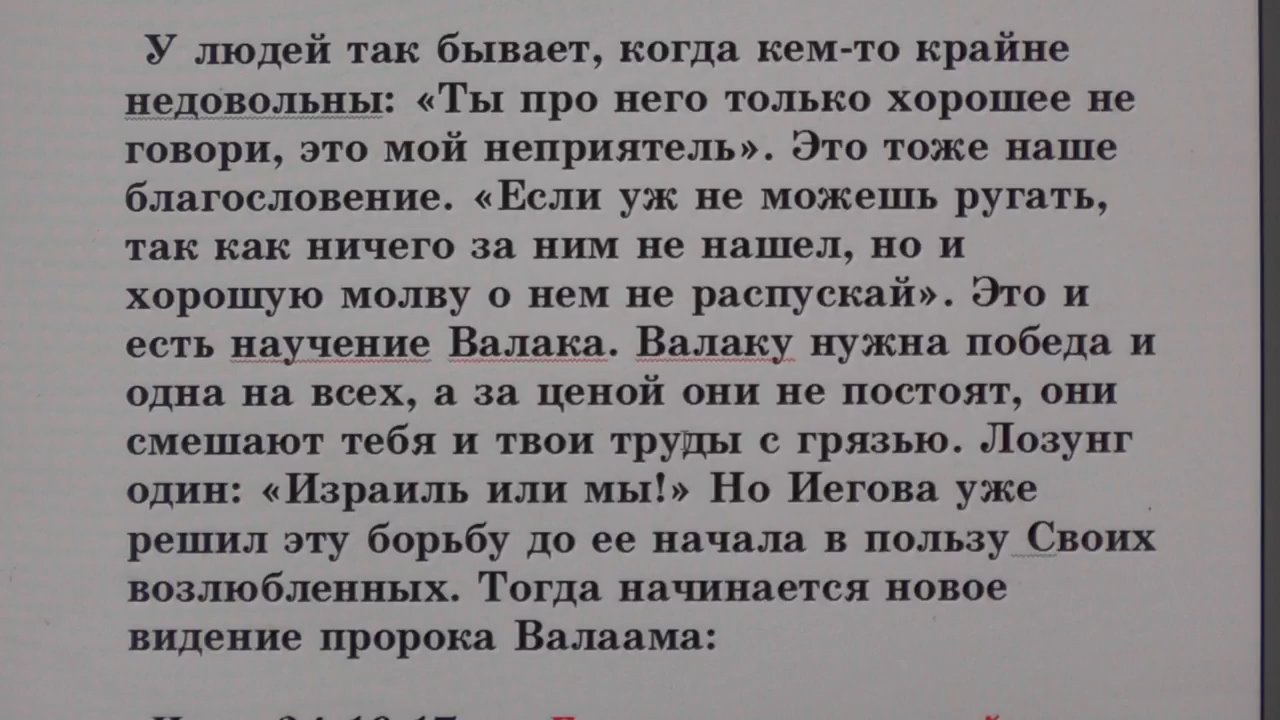 У людей так бывает, когда кем-то крайне
недовольны: «Ты про него только хорошее не
говори, это мой неприятель». Это тоже наше
благословение. «Если уж не можешь ругать,
так как ничего за ним не нашел, но и
хорошую молву о нем не распускай». Это и
есть научение Валака. Валаку нужна победа и
одна на всех, а за ценой они не постоят, они
смешают тебя и твои труды с грязью. Лозунг
один: «Израиль или мы!» Но Иегова уже
решил эту борьбу до ее начала в пользу Своих
возлюбленных. Тогда начинается новое
видение пророка Валаама: